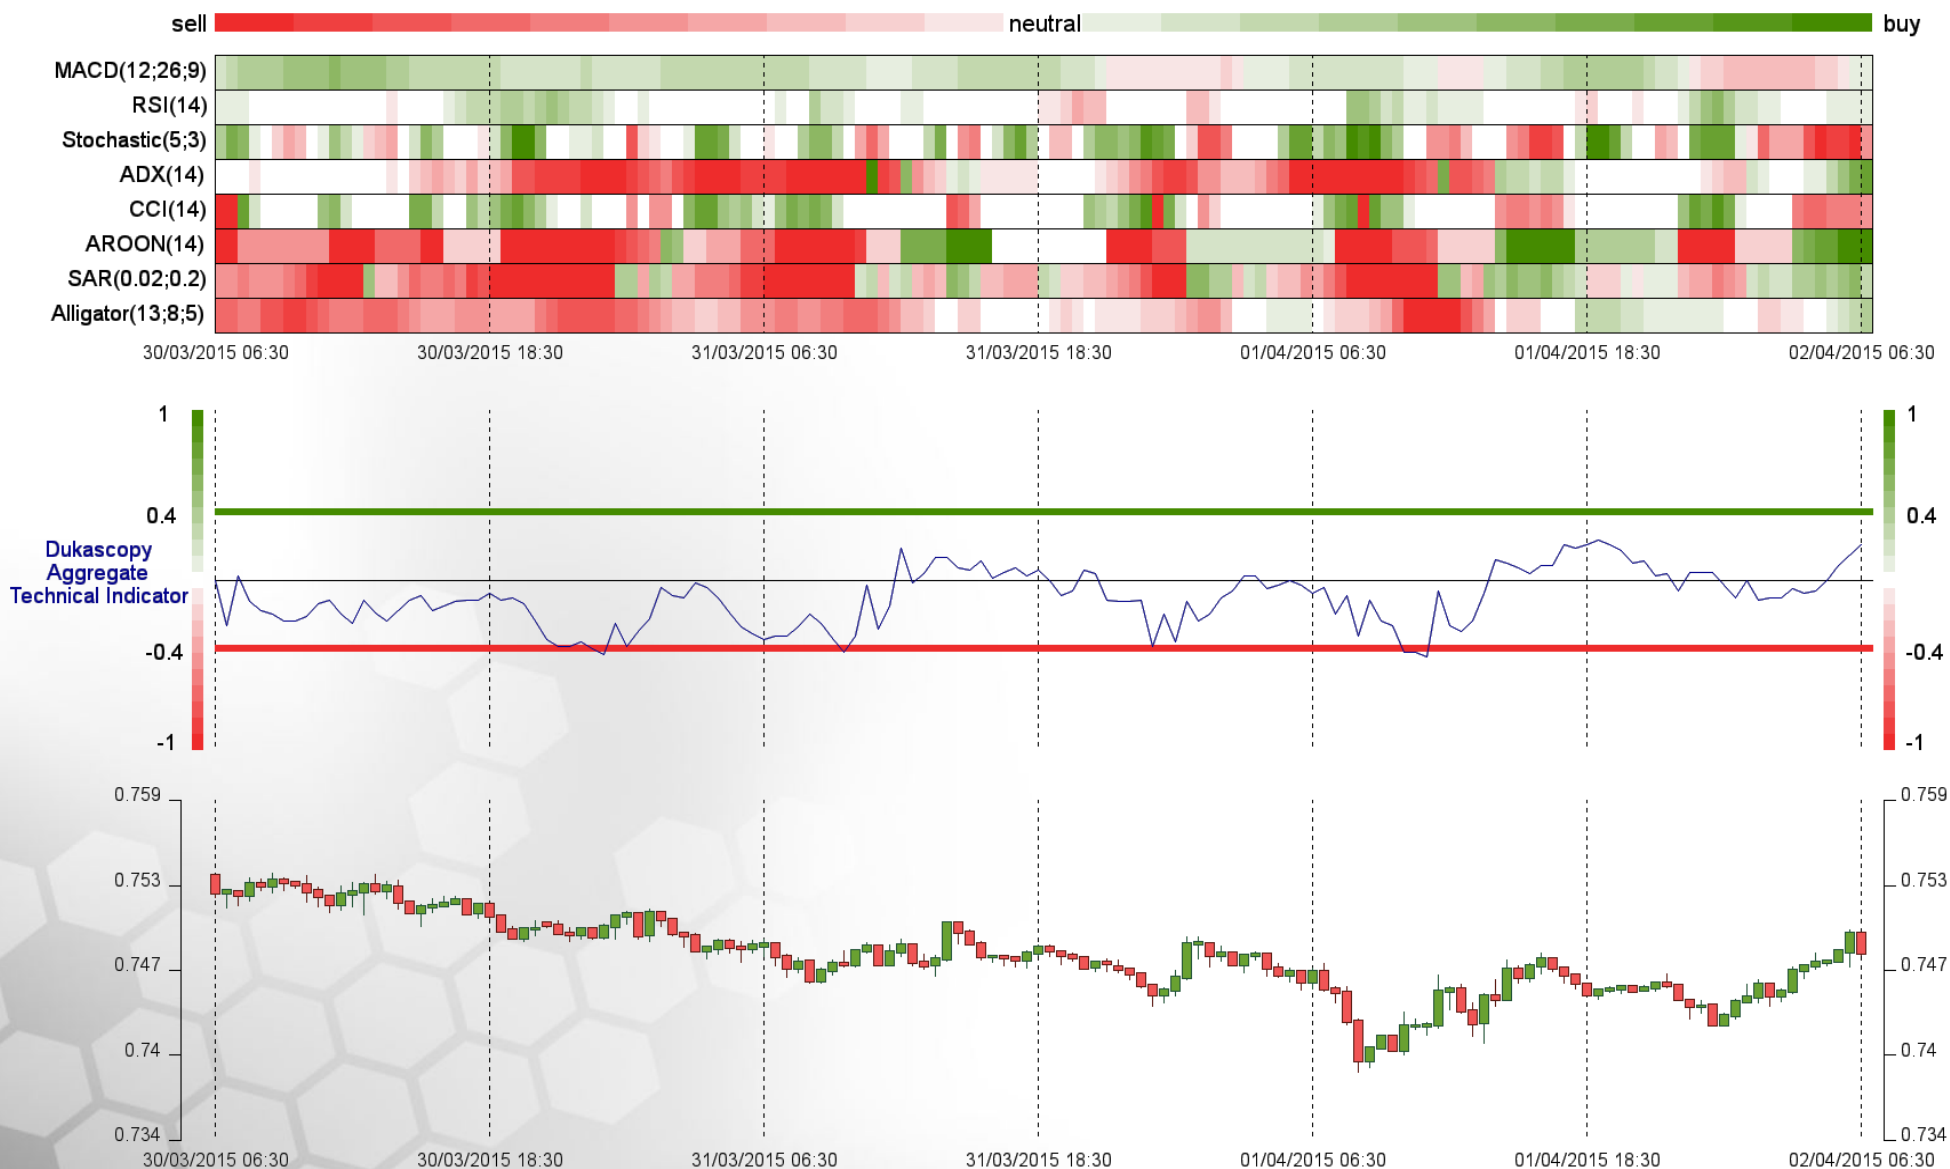 sell neutral buy
MACD(12;26;9)
RSI(14)
Stochastic(5;3)
ADX(14)
CCI(14)
AROON(14)
SAR(0.02;0.2)
Alligator(13;8;5)
30/03/2015 06:30 30/03/2015 18:30 31/03/2015 06:30 31/03/2015 18:30 01/04/2015 06:30 01/04/2015 18:30 02/04/2015 06:30
1 1
0.4 0.4
Dukascopy
Aggregate
Technical Indicator
-0.4 -0.4
-1 -1
0.759 0.759
0.753 0.753
0.747 0.747
0.74 0.74
0.734 0.734
30/03/2015 06:30 30/03/2015 18:30 31/03/2015 06:30 31/03/2015 18:30 01/04/2015 06:30 01/04/2015 18:30 02/04/2015 06:30